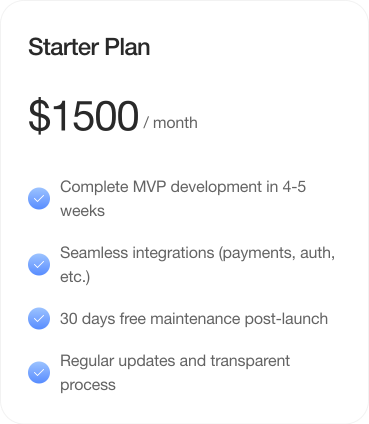 Starter Plan
$1500 / month
Complete MVP development in 4-5
weeks
Seamless integrations (payments, auth,
etc.)
30 days free maintenance post-launch
Regular updates and transparent
process